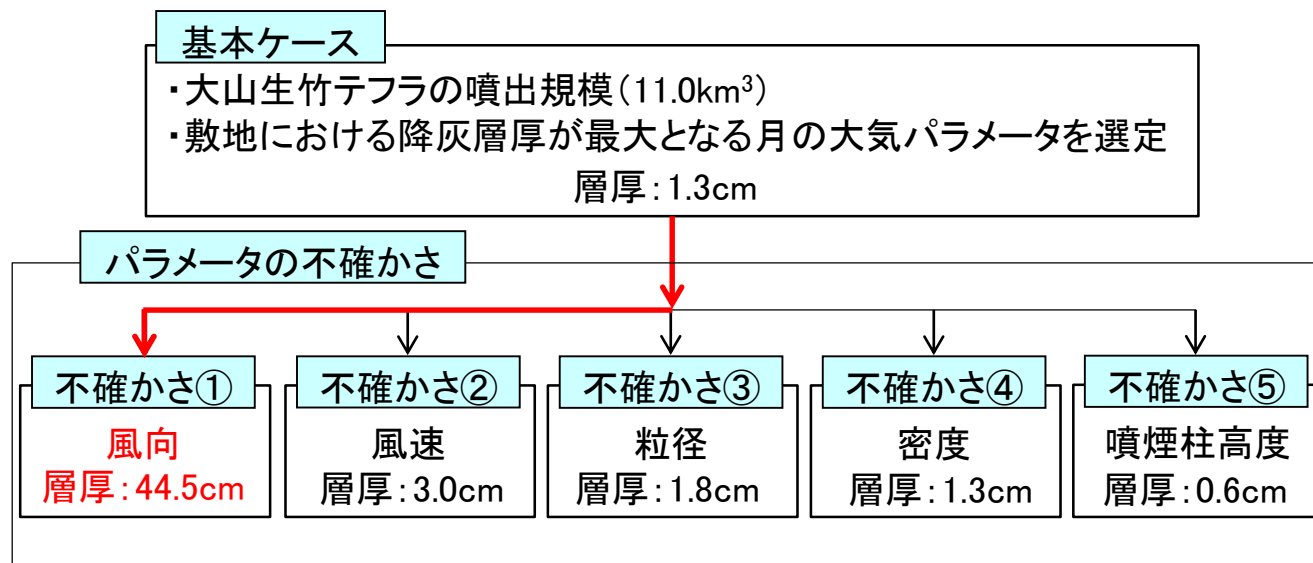 基本ケース
・大山生竹テフラの噴出規模(11.0km³)
・敷地における降灰層厚が最大となる月の大気パラメータを選定
層厚:1.3cm
パラメータの不確かさ
不確かさ①
風向
層厚:44.5cm
不確かさ②
風速
層厚:3.0cm
不確かさ③
粒径
層厚:1.8cm
不確かさ④
密度
層厚:1.3cm
不確かさ⑤
噴煙柱高度
層厚:0.6cm